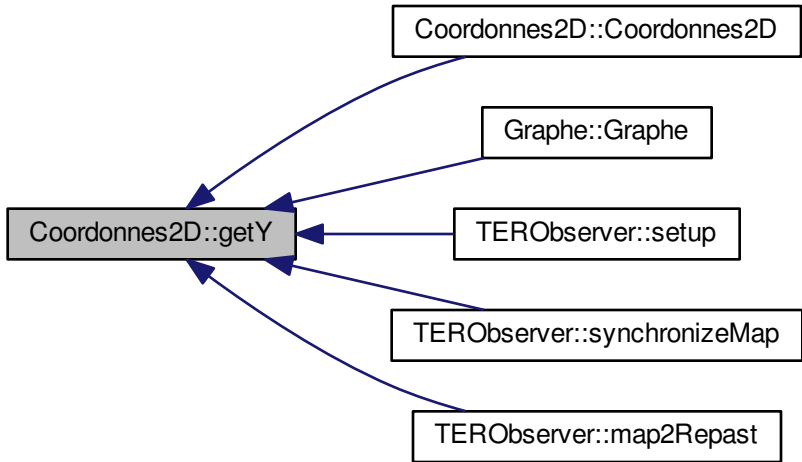 Coordonnes2D::Coordonnes2D
Graphe::Graphe
Coordonnes2D::getY
TERObserver::setup
TERObserver::synchronizeMap
TERObserver::map2Repast